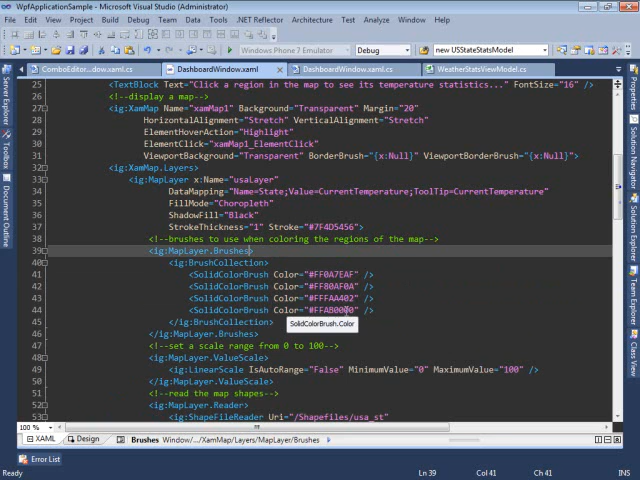 WpfApplicationSample - Microsoft Visual Studio (Administrator)
File Edit View Project Build Debug Team Data Tools .NET Reflector Architecture Test Analyze Window Help
Windows Phone 7 Emulator Debug new USStateStatsModel
ComboEditor...dow.xaml.cs DashboardWindow.xaml DashboardWindow.xaml.cs WeatherStatsViewModel.cs
Server Explorer
Toolbox
Document Outline
25 <TextBlock Text="Click a region in the map to see its temperature statistics..." FontSize="16" />
26 <!--display a map-->
27 <ig:XamMap Name="xamMap1" Background="Transparent" Margin="20"
28 HorizontalAlignment="Stretch" VerticalAlignment="Stretch"
29 ElementHoverAction="Highlight"
30 ElementClick="xamMap1_ElementClick"
31 ViewportBackground="Transparent" BorderBrush="{x:Null}" ViewportBorderBrush="{x:Null}">
32 <ig:XamMap.Layers>
33 <ig:MapLayer x:Name="usaLayer"
34 DataMapping="Name=State;Value=CurrentTemperature;ToolTip=CurrentTemperature"
35 FillMode="Choropleth"
36 ShadowFill="Black"
37 StrokeThickness="1" Stroke="#7F4D5456">
38 <!--brushes to use when coloring the regions of the map-->
39 <ig:MapLayer.Brushes>
40 <ig:BrushCollection>
41 <SolidColorBrush Color="#FF0A7EAF" />
42 <SolidColorBrush Color="#FF80AF0A" />
43 <SolidColorBrush Color="#FFFAA402" />
44 <SolidColorBrush Color="#FFAB0000" />
45 </ig:BrushCollection>
SolidColorBrush.Color
46 </ig:MapLayer.Brushes>
47 <!--set a scale range from 0 to 100-->
48 <ig:MapLayer.ValueScale>
49 <ig:LinearScale IsAutoRange="False" MinimumValue="0" MaximumValue="100" />
50 </ig:MapLayer.ValueScale>
51 <!--read the map shapes-->
52 <ig:MapLayer.Reader>
53 <ig:ShapeFileReader Uri="/Shapefiles/usa_st"
Properties
Solution Explorer
Team Explorer
Class View
100 %
XAML Design Brushes Window/.../XamMap/Layers/MapLayer/Brushes
Error List
Ready Ln 39 Col 41 Ch 41 INS